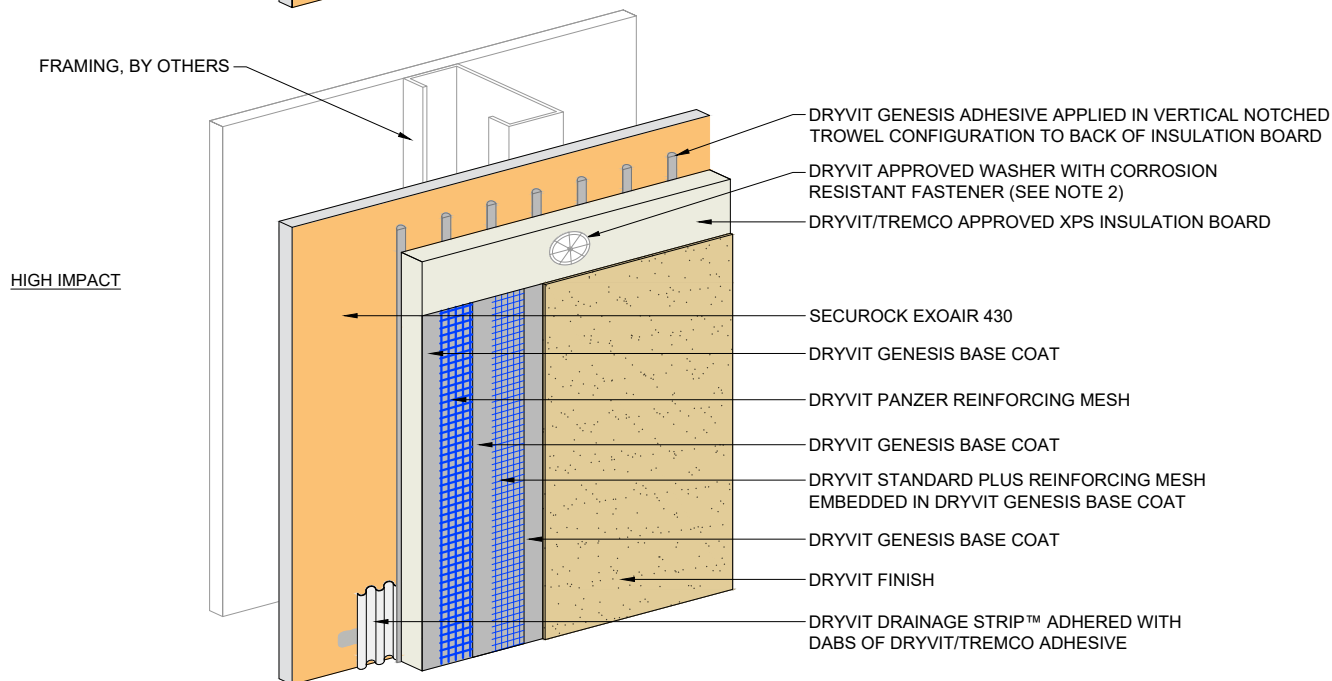 FRAMING, BY OTHERS
HIGH IMPACT
DRYVIT GENESIS ADHESIVE APPLIED IN VERTICAL NOTCHED
TROWEL CONFIGURATION TO BACK OF INSULATION BOARD
DRYVIT APPROVED WASHER WITH CORROSION
RESISTANT FASTENER (SEE NOTE 2)
DRYVIT/TREMCO APPROVED XPS INSULATION BOARD
SECUROCK EXOAIR 430
DRYVIT GENESIS BASE COAT
DRYVIT PANZER REINFORCING MESH
DRYVIT GENESIS BASE COAT
DRYVIT STANDARD PLUS REINFORCING MESH
EMBEDDED IN DRYVIT GENESIS BASE COAT
DRYVIT GENESIS BASE COAT
DRYVIT FINISH
DRYVIT DRAINAGE STRIP™ ADHERED WITH
DABS OF DRYVIT/TREMCO ADHESIVE